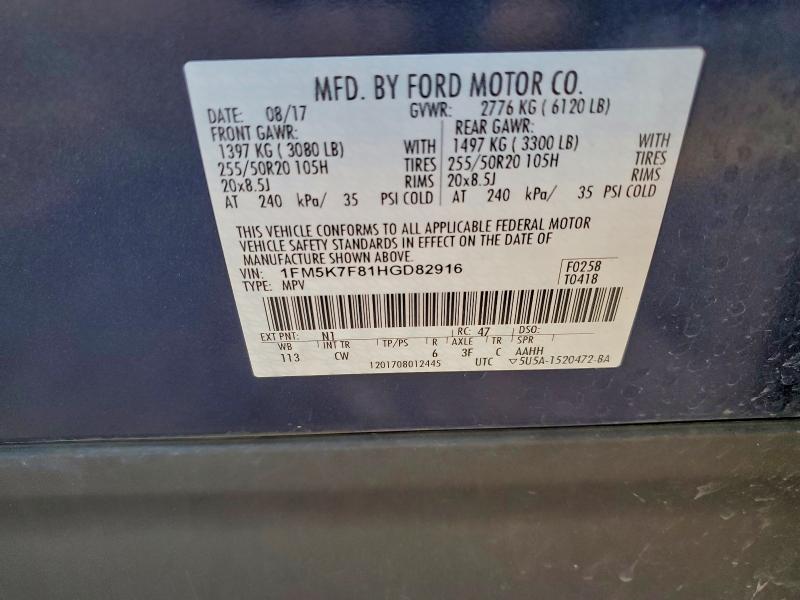 MFD. BY FORD MOTOR CO.
DATE: 08/17 GVWR: 2776 KG ( 6120 LB)
FRONT GAWR: REAR GAWR:
1397 KG ( 3080 LB) WITH 1497 KG ( 3300 LB) WITH
255/50R20 105H TIRES 255/50R20 105H TIRES
20x8.5J RIMS 20x8.5J RIMS
AT 240 kPa/ 35 PSI COLD AT 240 kPa/ 35 PSI COLD
THIS VEHICLE CONFORMS TO ALL APPLICABLE FEDERAL MOTOR
VEHICLE SAFETY STANDARDS IN EFFECT ON THE DATE OF
MANUFACTURE SHOWN ABOVE.
VIN: 1FM5K7F81HGD82916 F0258
TYPE: MPV T0418
EXT PNT: N1 RC: 47 DSO:
WB INT TR TP/PS R AXLE TR SPR
113 CW 6 3F C AAHH
1201708012445 UTC ▽5U5A-1520472-BA